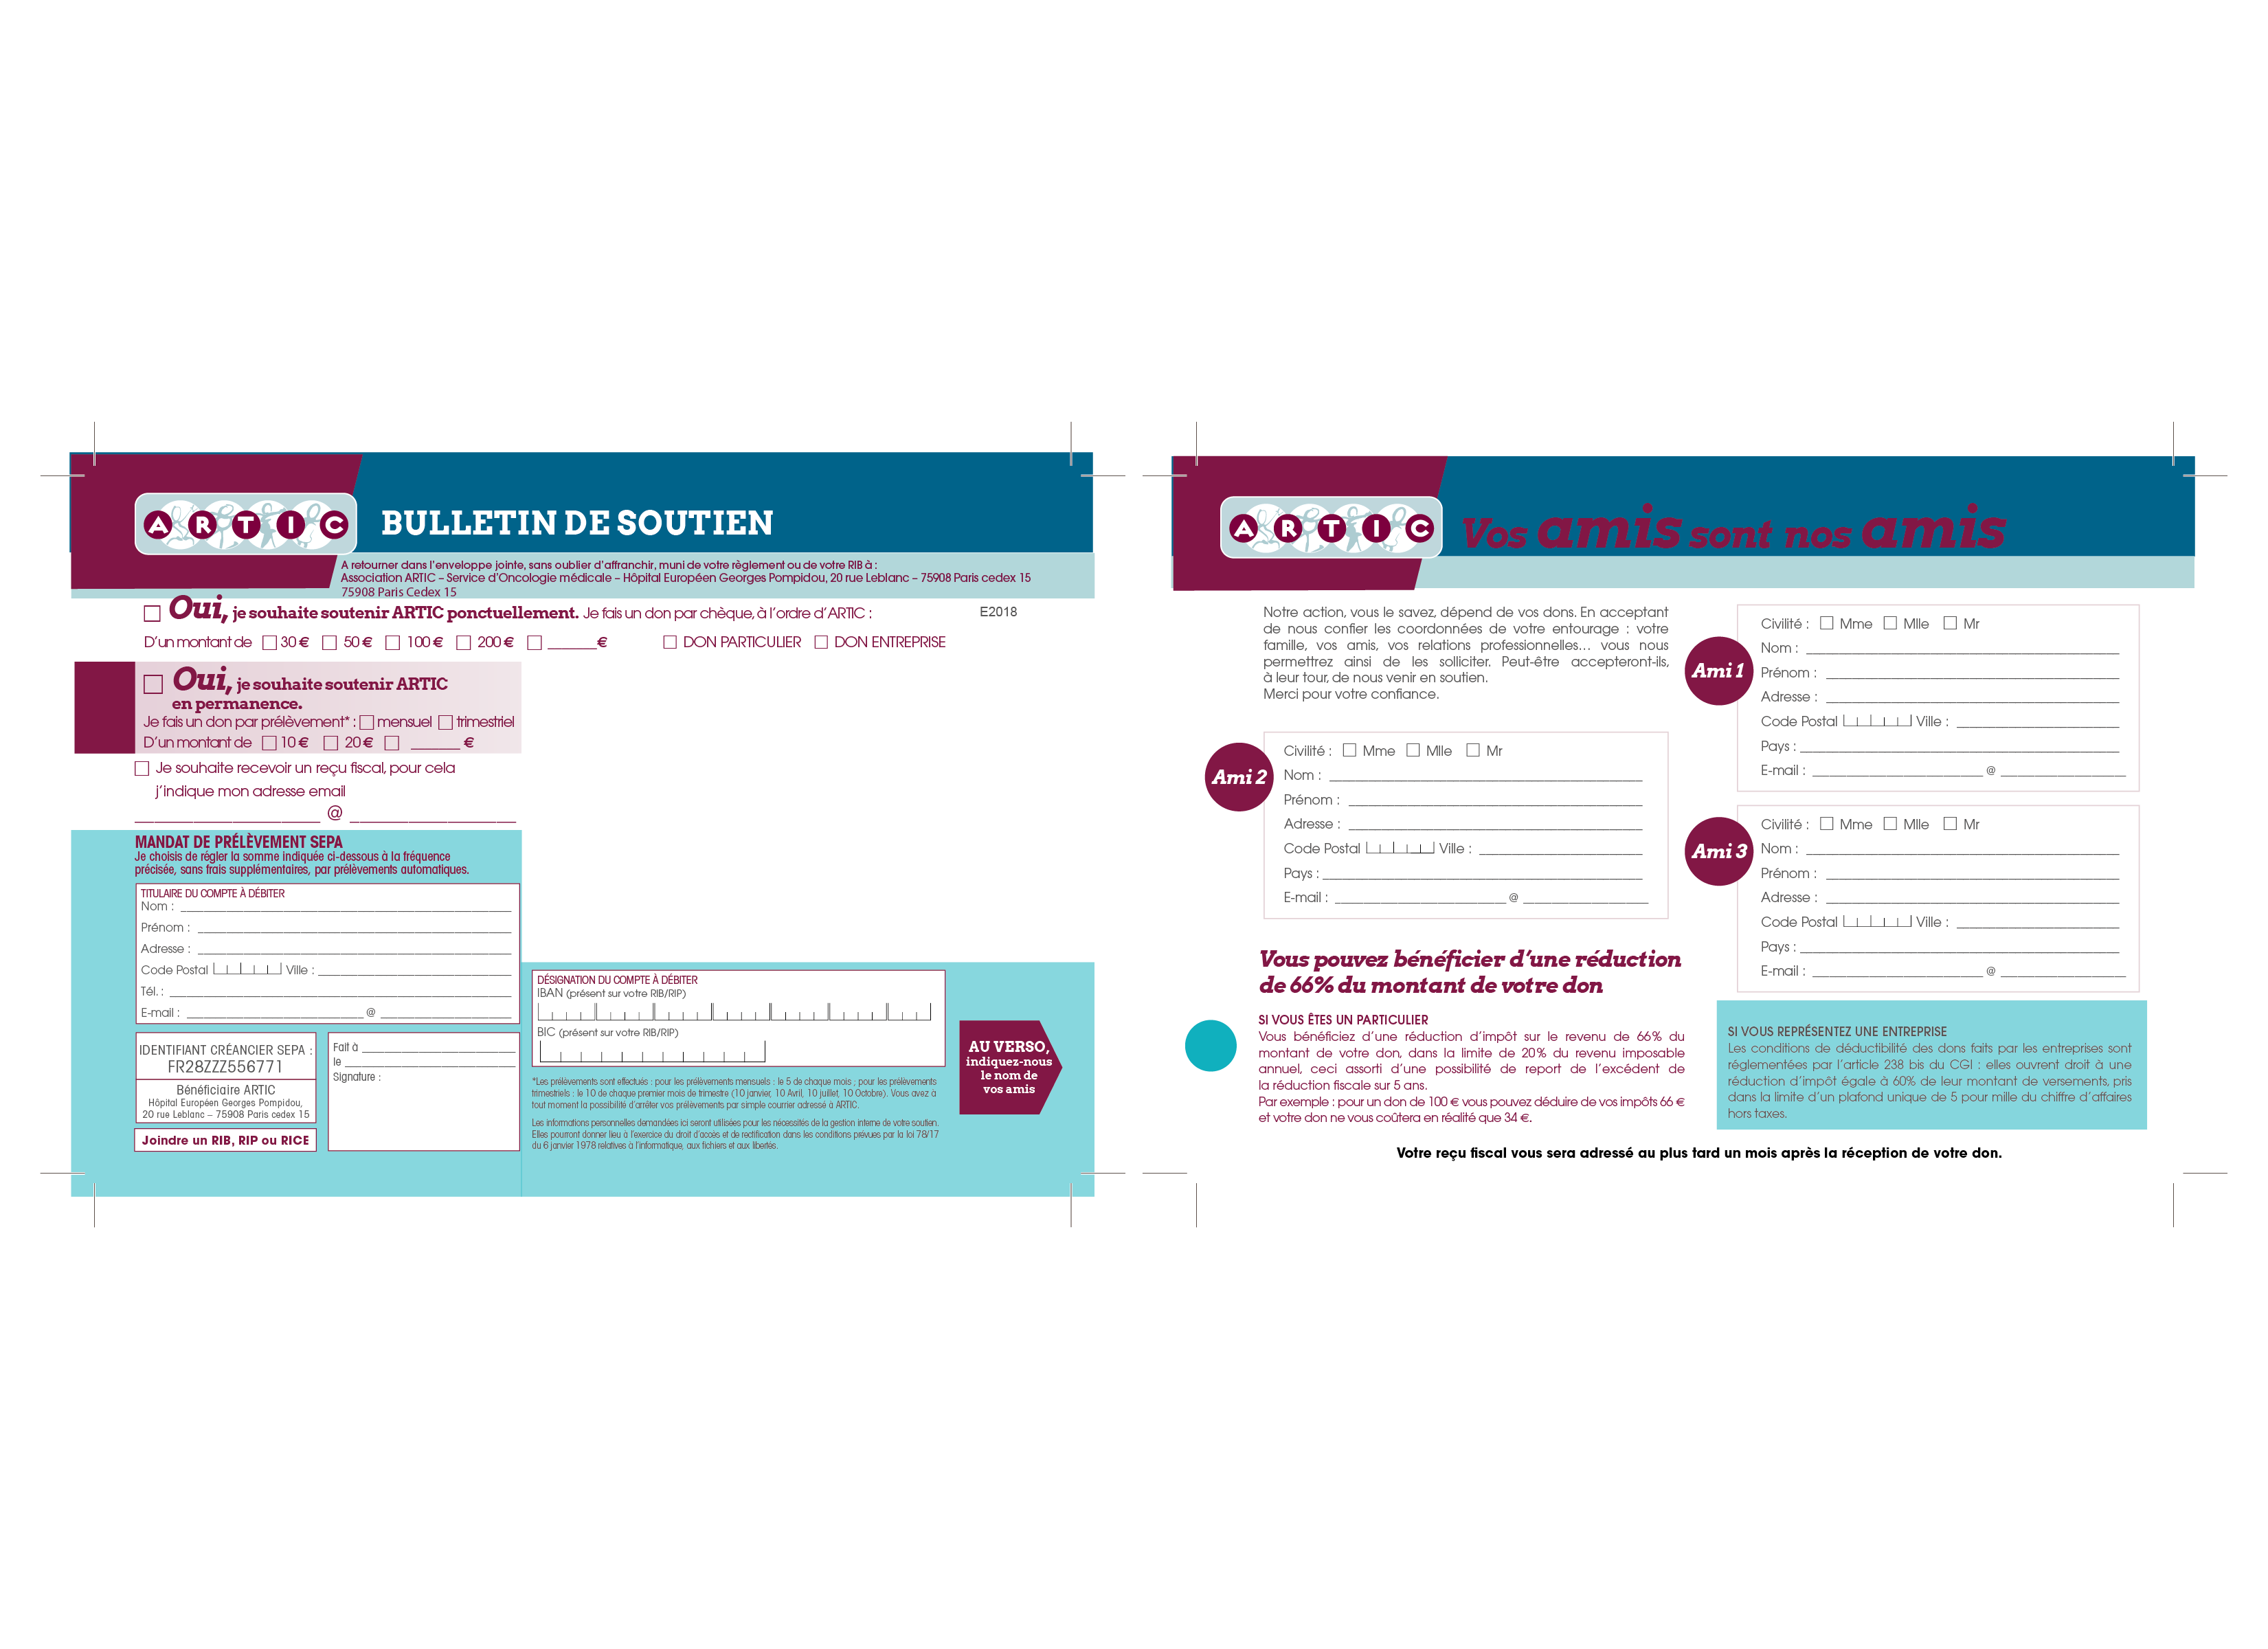 ARTIC
BULLETIN DE SOUTIEN
A retourner dans l'enveloppe jointe, sans oublier d'affranchir, muni de votre règlement ou de votre RIB à :
Association ARTIC – Service d'Oncologie médicale – Hôpital Européen Georges Pompidou, 20 rue Leblanc – 75908 Paris cedex 15
75908 Paris Cedex 15
Oui, je souhaite soutenir ARTIC ponctuellement. Je fais un don par chèque, à l'ordre d'ARTIC :
E2018
D'un montant de 30 € 50 € 100 € 200 € ______€ DON PARTICULIER DON ENTREPRISE
Oui, je souhaite soutenir ARTIC
en permanence.
Je fais un don par prélèvement* : mensuel trimestriel
D'un montant de 10 € 20 € ______ €
Je souhaite recevoir un reçu fiscal, pour cela
j'indique mon adresse email
____________________ @ __________________
MANDAT DE PRÉLÈVEMENT SEPA
Je choisis de régler la somme indiquée ci-dessous à la fréquence
précisée, sans frais supplémentaires, par prélèvements automatiques.
TITULAIRE DU COMPTE À DÉBITER
Nom :
Prénom :
Adresse :
Code Postal Ville :
Tél. :
E-mail : @
IDENTIFIANT CRÉANCIER SEPA :
FR28ZZZ556771
Bénéficiaire ARTIC
Hôpital Européen Georges Pompidou,
20 rue Leblanc – 75908 Paris cedex 15
Joindre un RIB, RIP ou RICE
Fait à
le
Signature :
DÉSIGNATION DU COMPTE À DÉBITER
IBAN (présent sur votre RIB/RIP)
BIC (présent sur votre RIB/RIP)
*Les prélèvements sont effectués : pour les prélèvements mensuels : le 5 de chaque mois ; pour les prélèvements
trimestriels : le 10 de chaque premier mois de trimestre (10 janvier, 10 Avril, 10 juillet, 10 Octobre). Vous avez à
tout moment la possibilité d'arrêter vos prélèvements par simple courrier adressé à ARTIC.
Les informations personnelles demandées ici seront utilisées pour les nécessités de la gestion interne de votre soutien.
Elles pourront donner lieu à l'exercice du droit d'accès et de rectification dans les conditions prévues par la loi 78/17
du 6 janvier 1978 relatives à l'informatique, aux fichiers et aux libertés.
AU VERSO,
indiquez-nous
le nom de
vos amis
ARTIC
Vos amis sont nos amis
Notre action, vous le savez, dépend de vos dons. En acceptant
de nous confier les coordonnées de votre entourage : votre
famille, vos amis, vos relations professionnelles... vous nous
permettrez ainsi de les solliciter. Peut-être accepteront-ils,
à leur tour, de nous venir en soutien.
Merci pour votre confiance.
Ami 1
Civilité : Mme Mlle Mr
Nom :
Prénom :
Adresse :
Code Postal Ville :
Pays :
E-mail : @
Ami 2
Civilité : Mme Mlle Mr
Nom :
Prénom :
Adresse :
Code Postal Ville :
Pays :
E-mail : @
Ami 3
Civilité : Mme Mlle Mr
Nom :
Prénom :
Adresse :
Code Postal Ville :
Pays :
E-mail : @
Vous pouvez bénéficier d'une réduction
de 66% du montant de votre don
SI VOUS ÊTES UN PARTICULIER
Vous bénéficiez d'une réduction d'impôt sur le revenu de 66% du
montant de votre don, dans la limite de 20% du revenu imposable
annuel, ceci assorti d'une possibilité de report de l'excédent de
la réduction fiscale sur 5 ans.
Par exemple : pour un don de 100 € vous pouvez déduire de vos impôts 66 €
et votre don ne vous coûtera en réalité que 34 €.
SI VOUS REPRÉSENTEZ UNE ENTREPRISE
Les conditions de déductibilité des dons faits par les entreprises sont
réglementées par l'article 238 bis du CGI : elles ouvrent droit à une
réduction d'impôt égale à 60% de leur montant de versements, pris
dans la limite d'un plafond unique de 5 pour mille du chiffre d'affaires
hors taxes.
Votre reçu fiscal vous sera adressé au plus tard un mois après la réception de votre don.